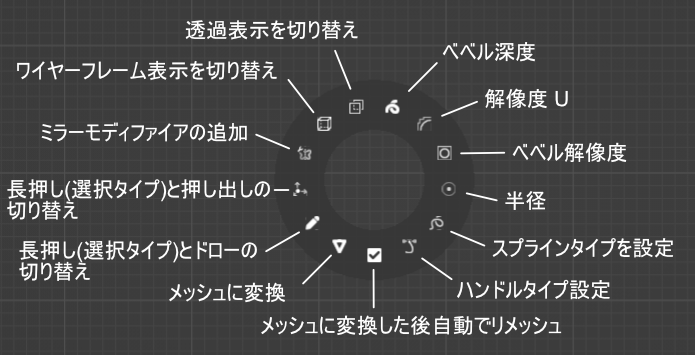 透過表示を切り替え
ベベル深度
ワイヤーフレーム表示を切り替え
解像度 U
ミラーモディファイアの追加
ベベル解像度
長押し(選択タイプ)と押し出しの
切り替え
半径
長押し(選択タイプ)とドローの
切り替え
スプラインタイプを設定
メッシュに変換
ハンドルタイプ設定
メッシュに変換した後自動でリメッシュ